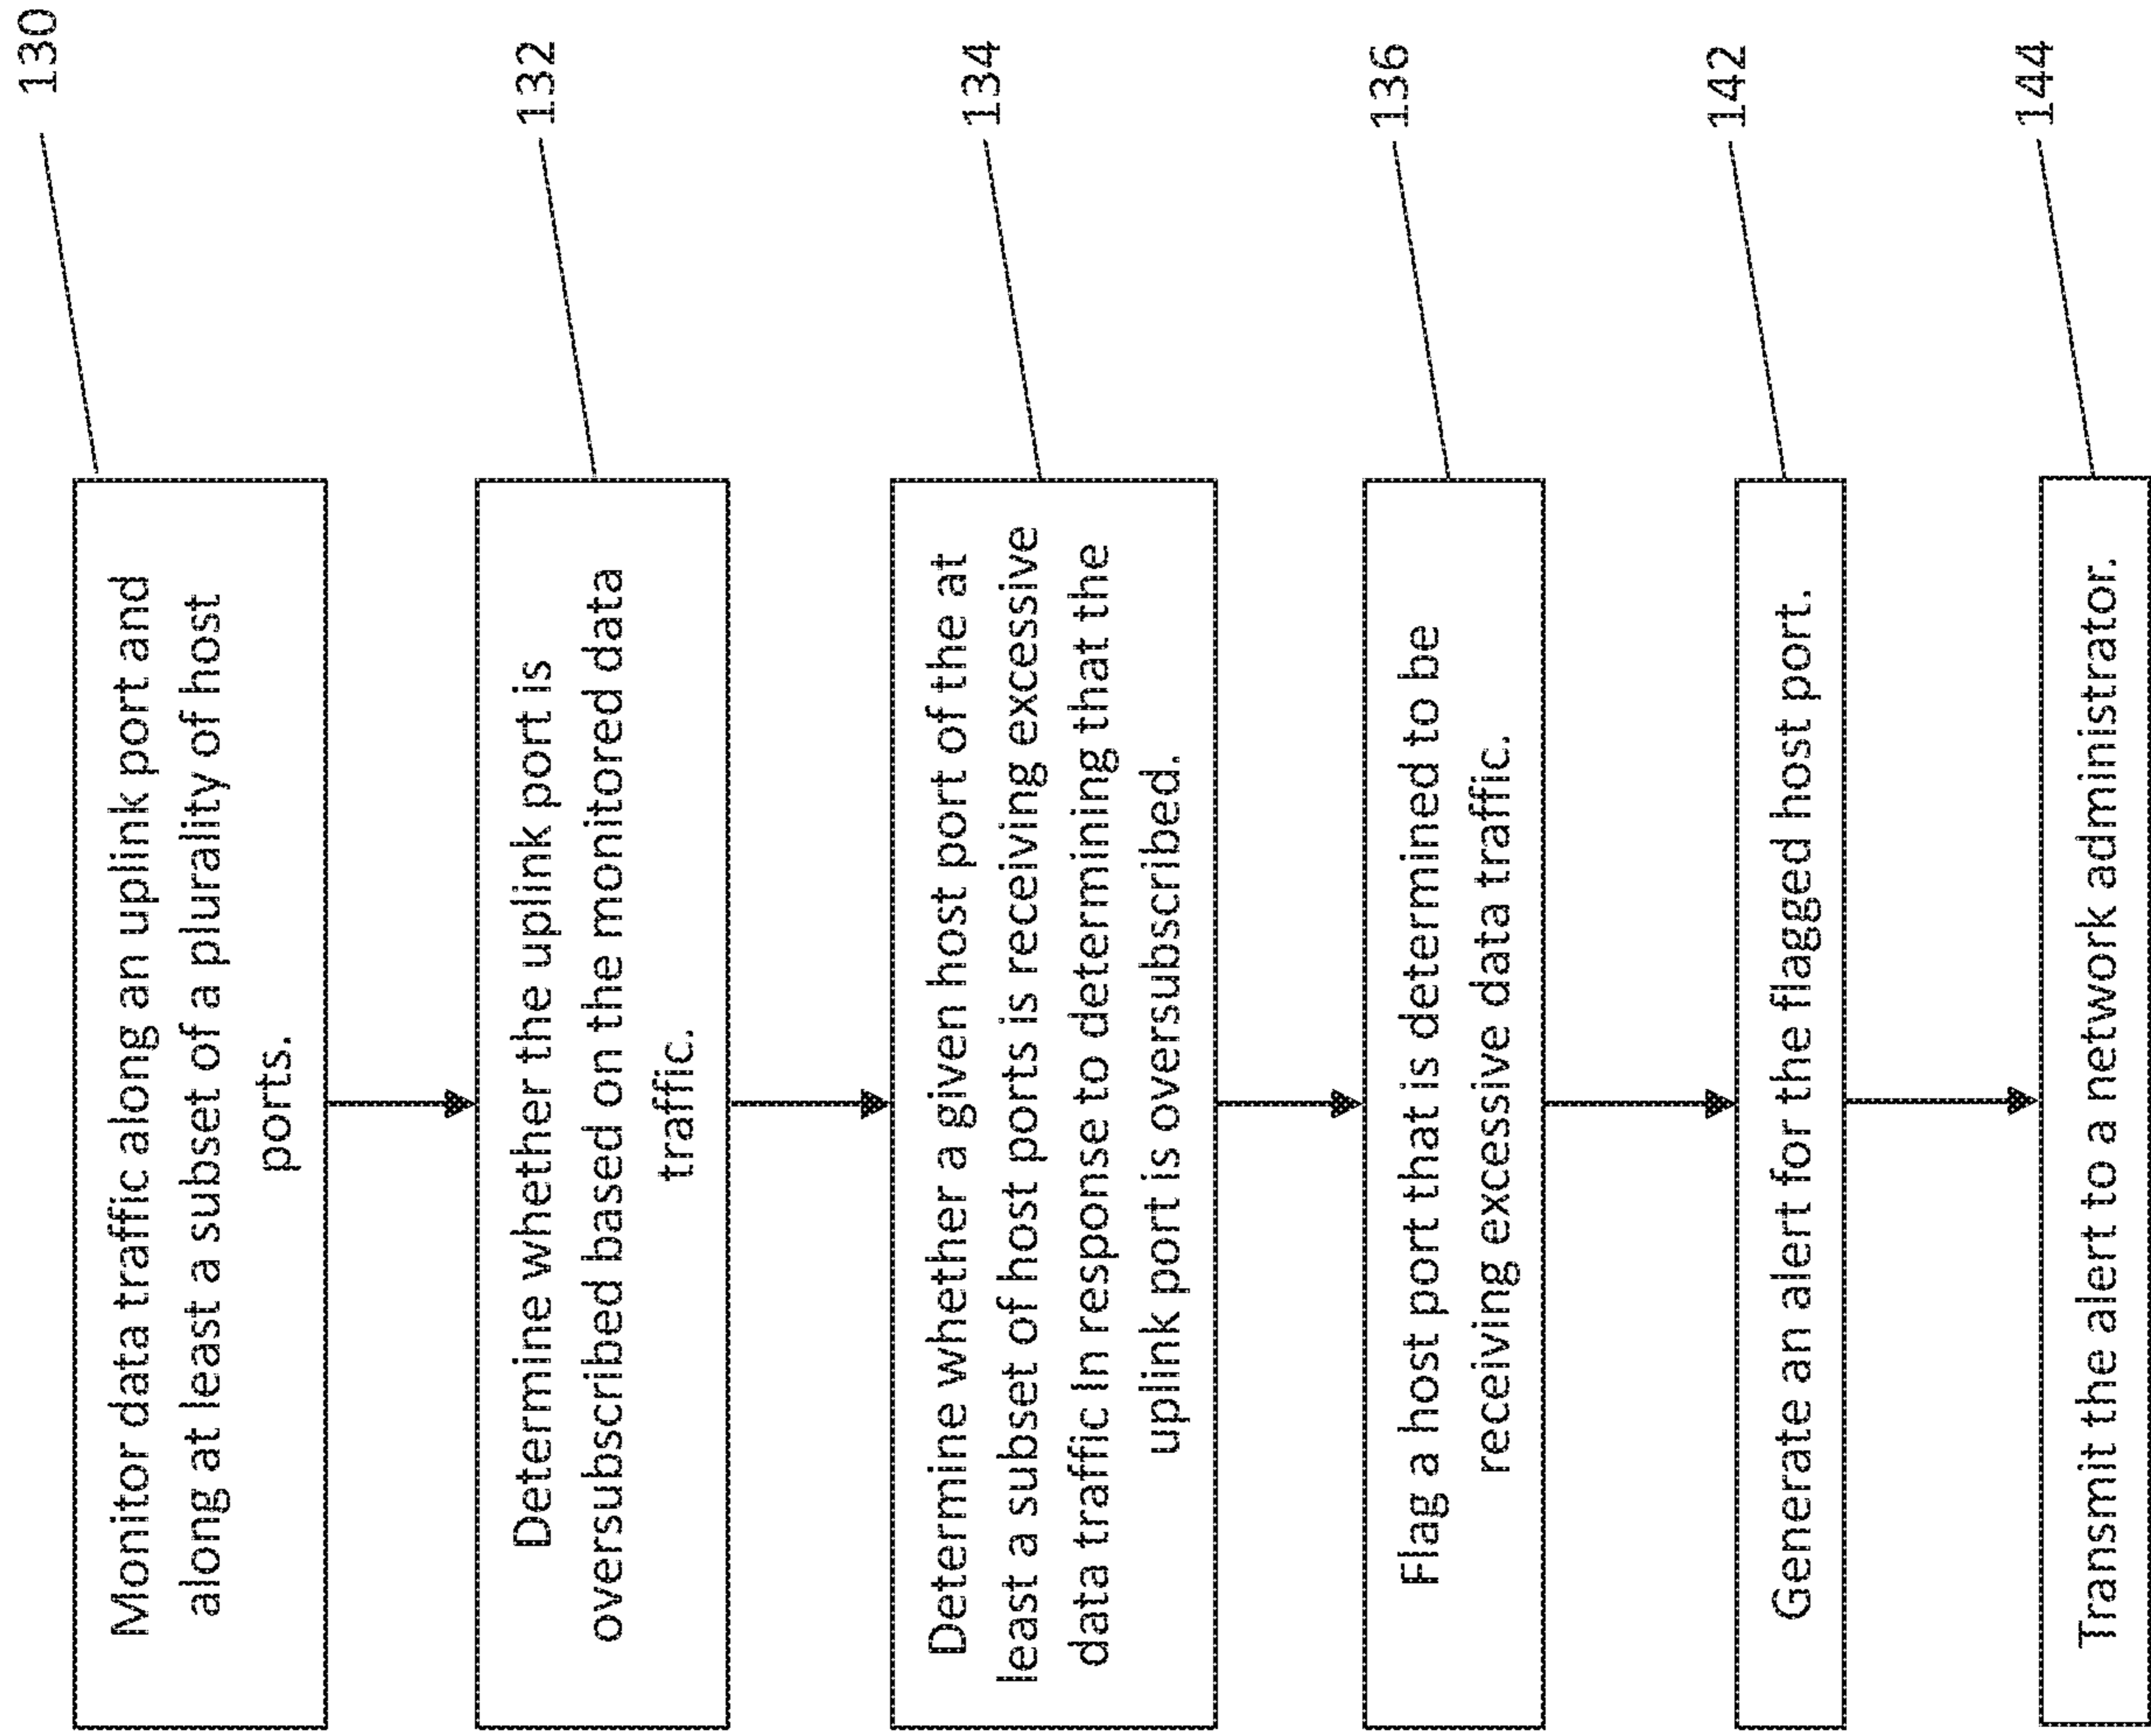 130
Monitor data traffic along an uplink port and
along at least a subset of a plurality of host
ports.
132
Determine whether the uplink port is
oversubscribed based on the monitored data
traffic.
134
Determine whether a given host port of the at
least a subset of host ports is receiving excessive
data traffic in response to determining that the
uplink port is oversubscribed.
136
Flag a host port that is determined to be
receiving excessive data traffic.
142
Generate an alert for the flagged host port.
144
Transmit the alert to a network administrator.